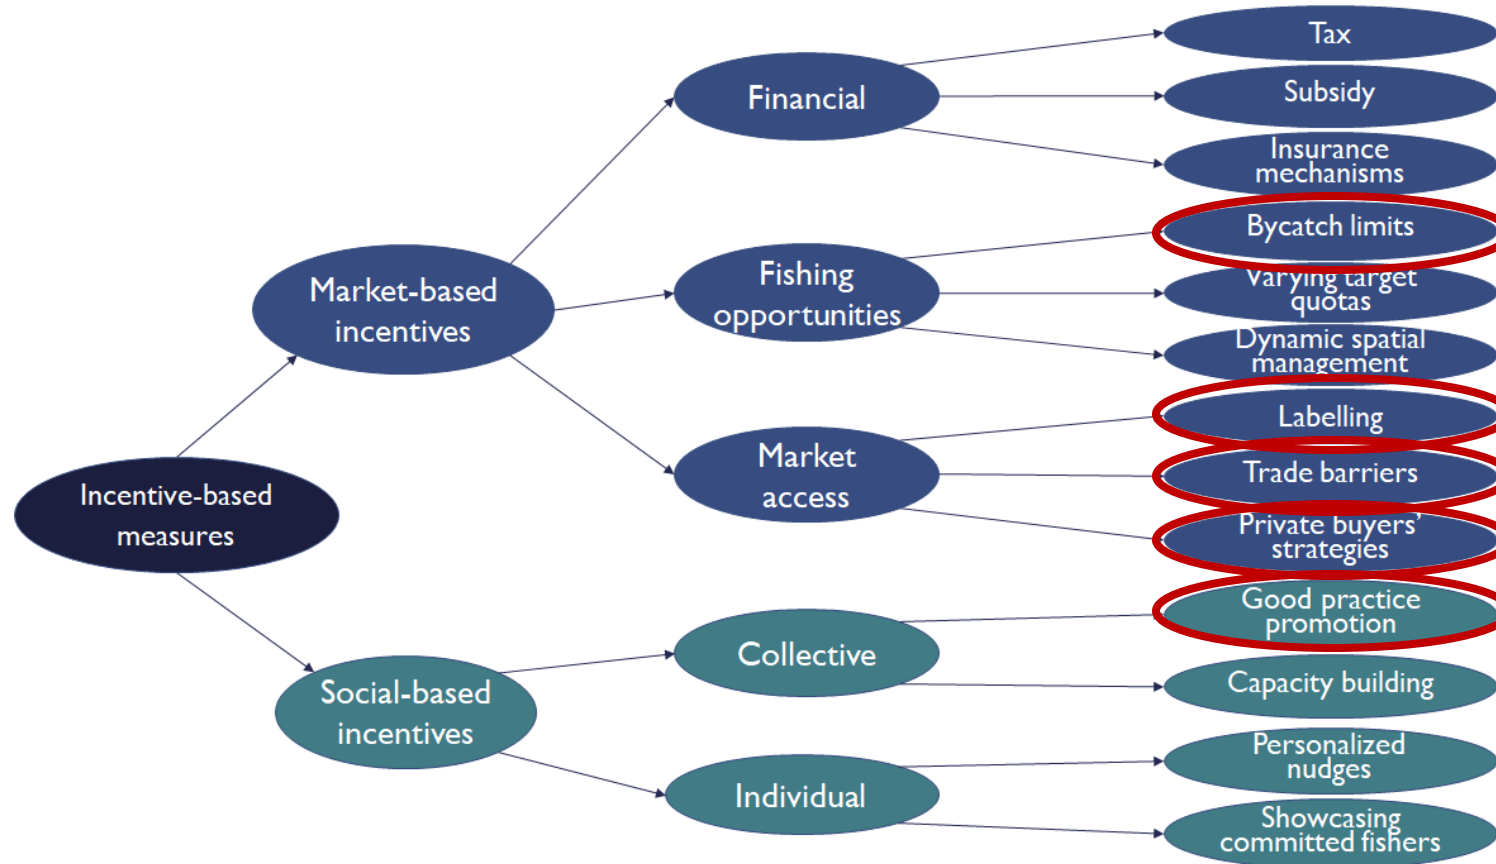 Tax
Financial
Subsidy
Insurance
mechanisms
Bycatch limits
Market-based
incentives
Fishing
opportunities
Varying target
quotas
Dynamic spatial
management
Labelling
Market
access
Trade barriers
Incentive-based
measures
Private buyers’
strategies
Good practice
promotion
Collective
Capacity building
Social-based
incentives
Personalized
nudges
Individual
Showcasing
committed fishers